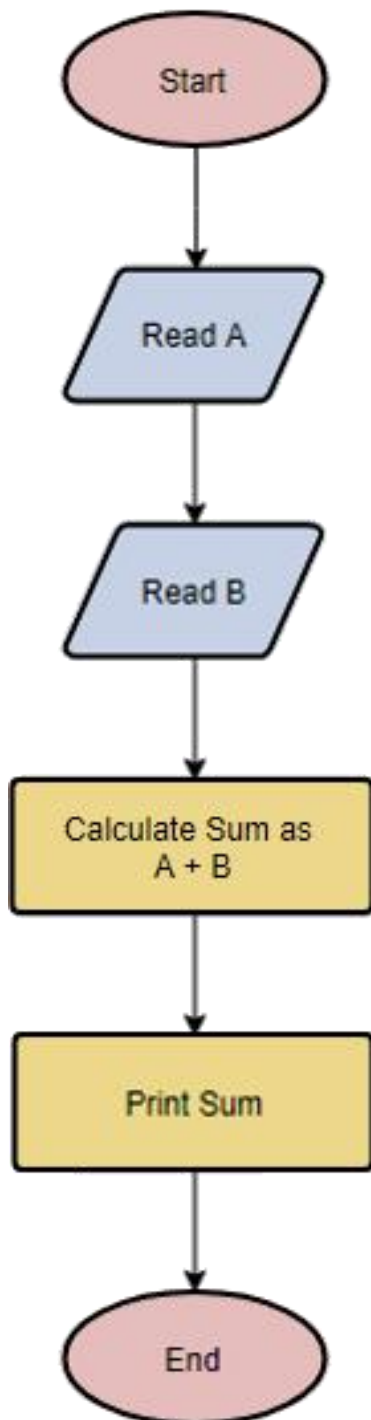 Start
Read A
Read B
Calculate Sum as
A + B
Print Sum
End